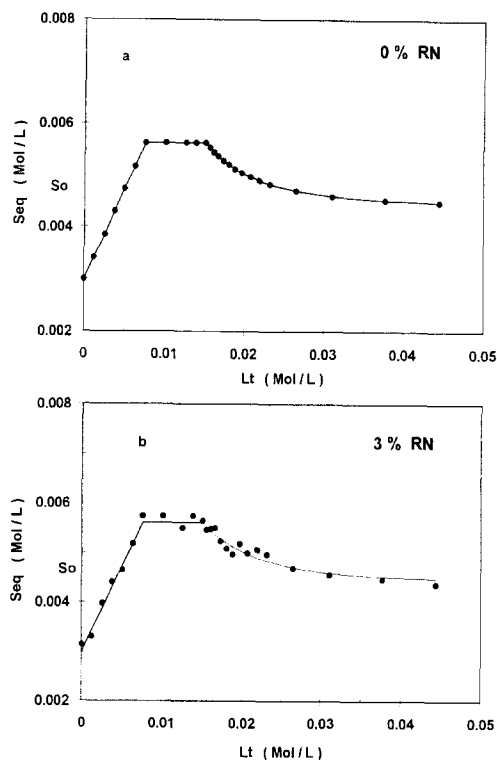 0.008
a
0 % RN
0.006
So
0.004
0.002
Seq ( Mol / L )
0
0.01
0.02
0.03
0.04
0.05
Lt ( Mol / L )
0.008
b
3 % RN
0.006
So
0.004
0.002
Seq ( Mol / L )
0
0.01
0.02
0.03
0.04
0.05
Lt ( Mol / L )